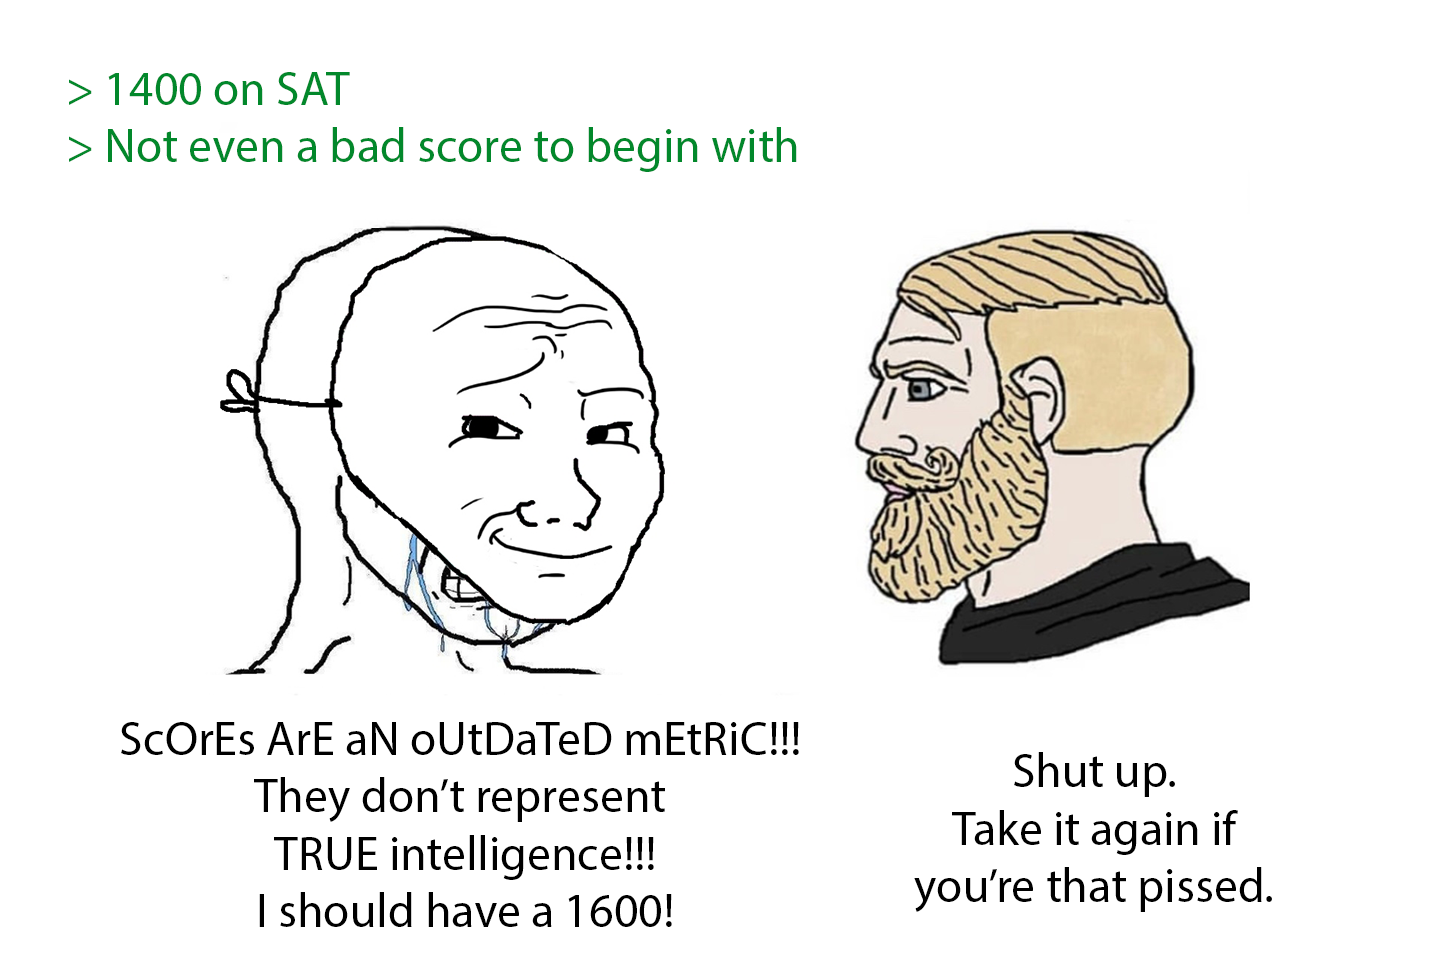 > 1400 on SAT
> Not even a bad score to begin with
ScOrEs ArE aN oUtDaTeD mEtRiC!!!
They don’t represent
TRUE intelligence!!!
I should have a 1600!
Shut up.
Take it again if
you’re that pissed.